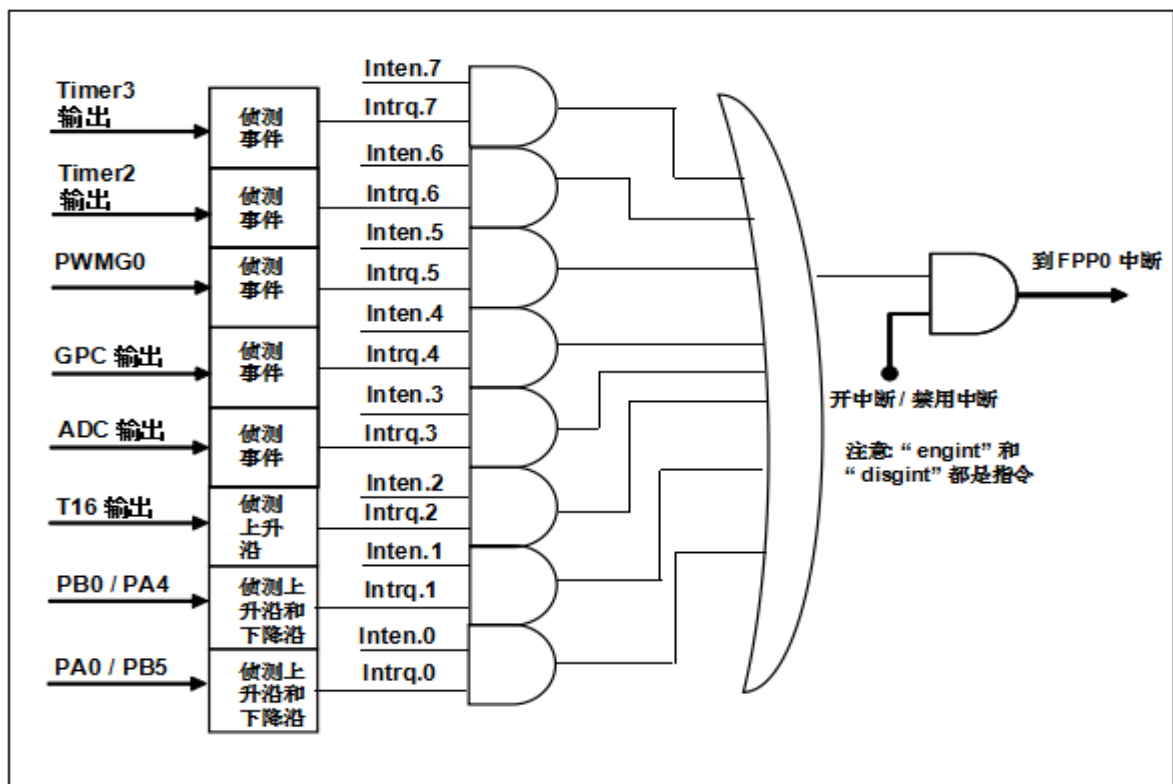 Timer3
输出
侦测
事件
Inten.7
Intrq.7
Timer2
输出
侦测
事件
Inten.6
Intrq.6
PWMG0
侦测
事件
Inten.5
Intrq.5
GPC 输出
侦测
事件
Inten.4
Intrq.4
ADC 输出
侦测
事件
Inten.3
Intrq.3
T16 输出
侦测
上升
沿
Inten.2
Intrq.2
PB0 / PA4
侦测上
升沿和
下降沿
Inten.1
Intrq.1
PA0 / PB5
侦测上
升沿和
下降沿
Inten.0
Intrq.0
到 FPP0 中断
开中断 / 禁用中断
注意: “ engint” 和
“ disgint” 都是指令